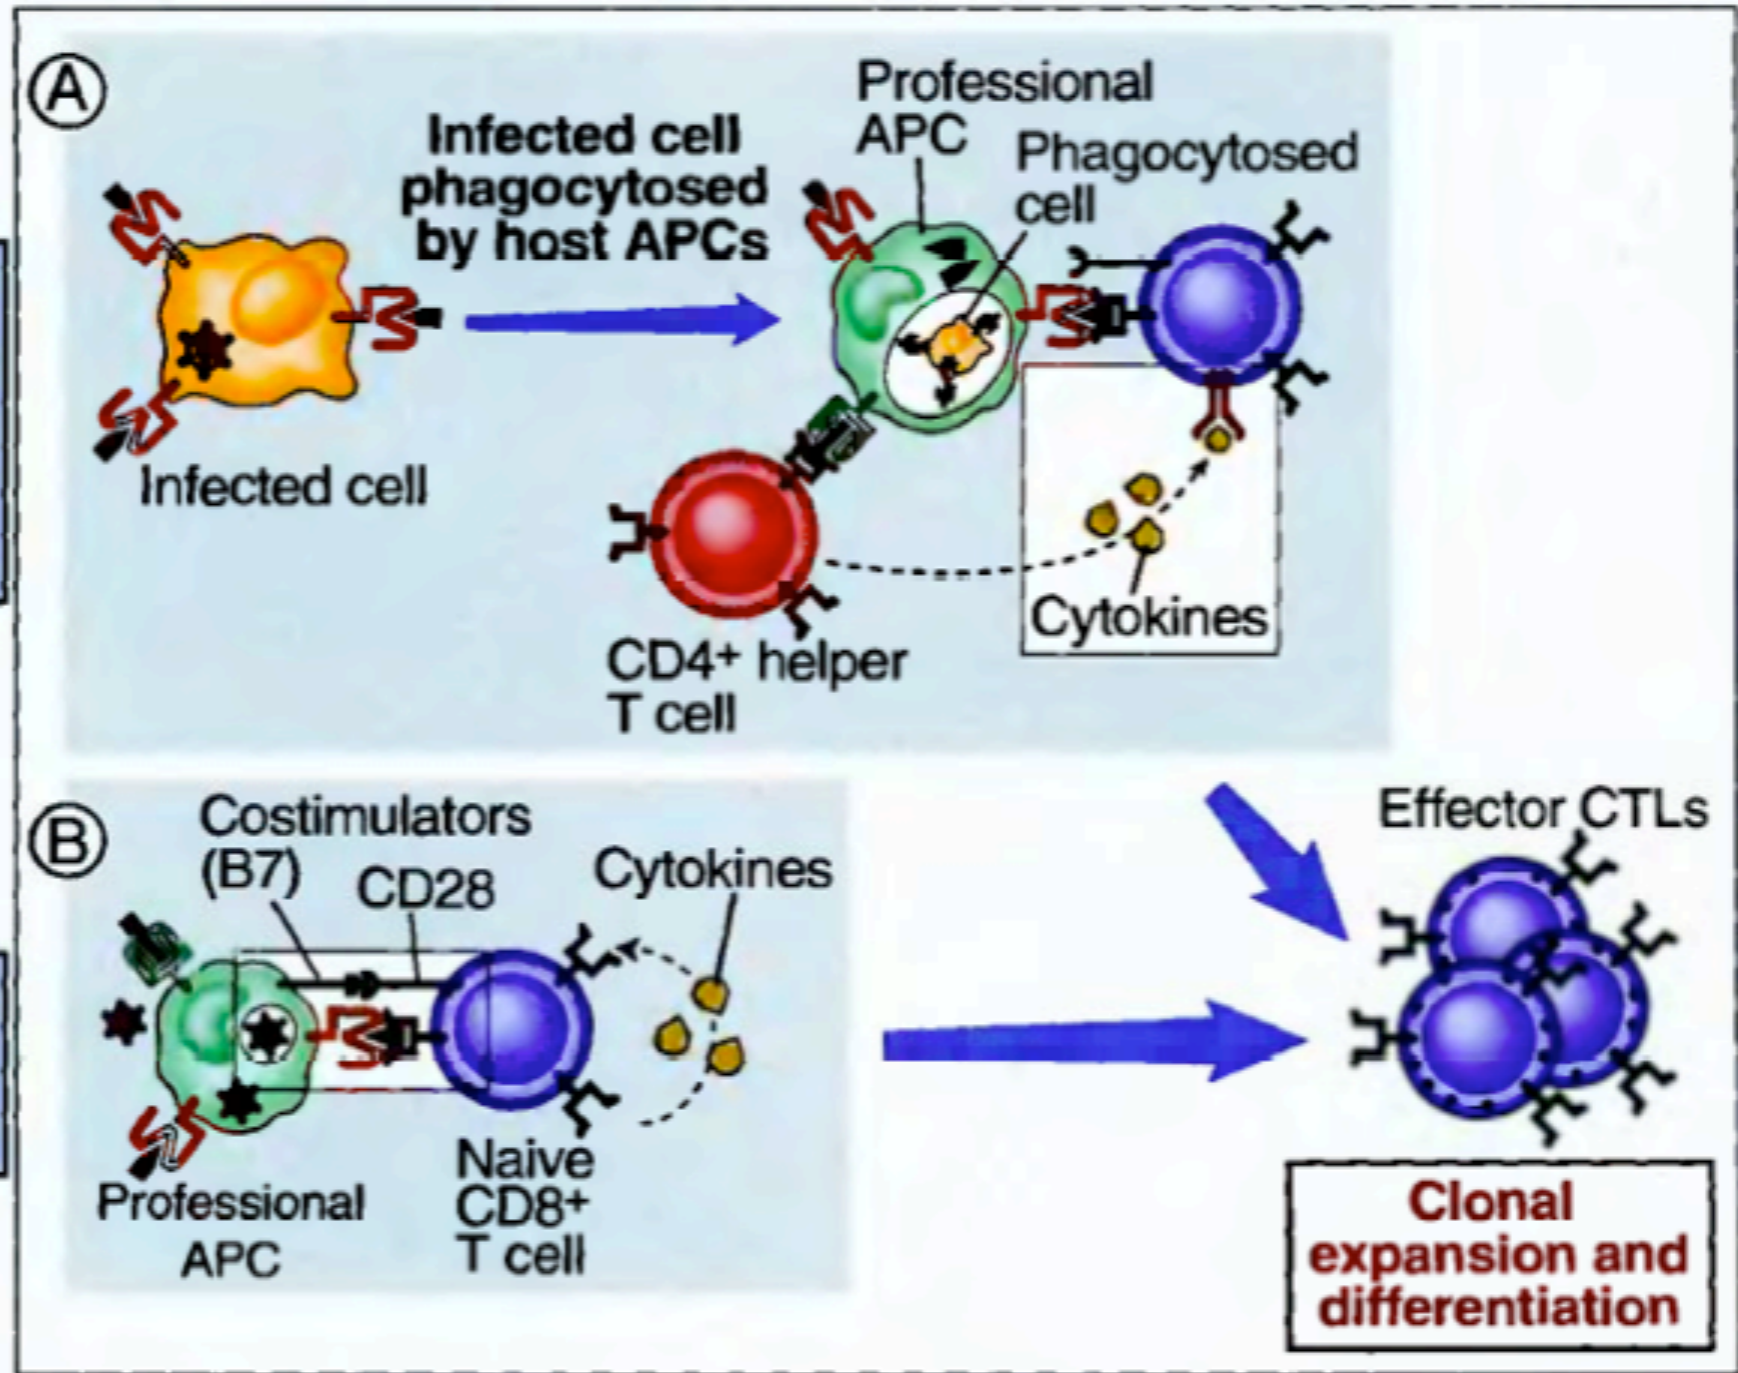 A
Professional
APC
Phagocytosed
cell
Infected cell
phagocytosed
by host APCs
Infected cell
Cytokines
CD4+ helper
T cell
B
Costimulators
(B7)
CD28
Cytokines
Naive
CD8+
T cell
Professional
APC
Effector CTLs
Clonal
expansion and
differentiation